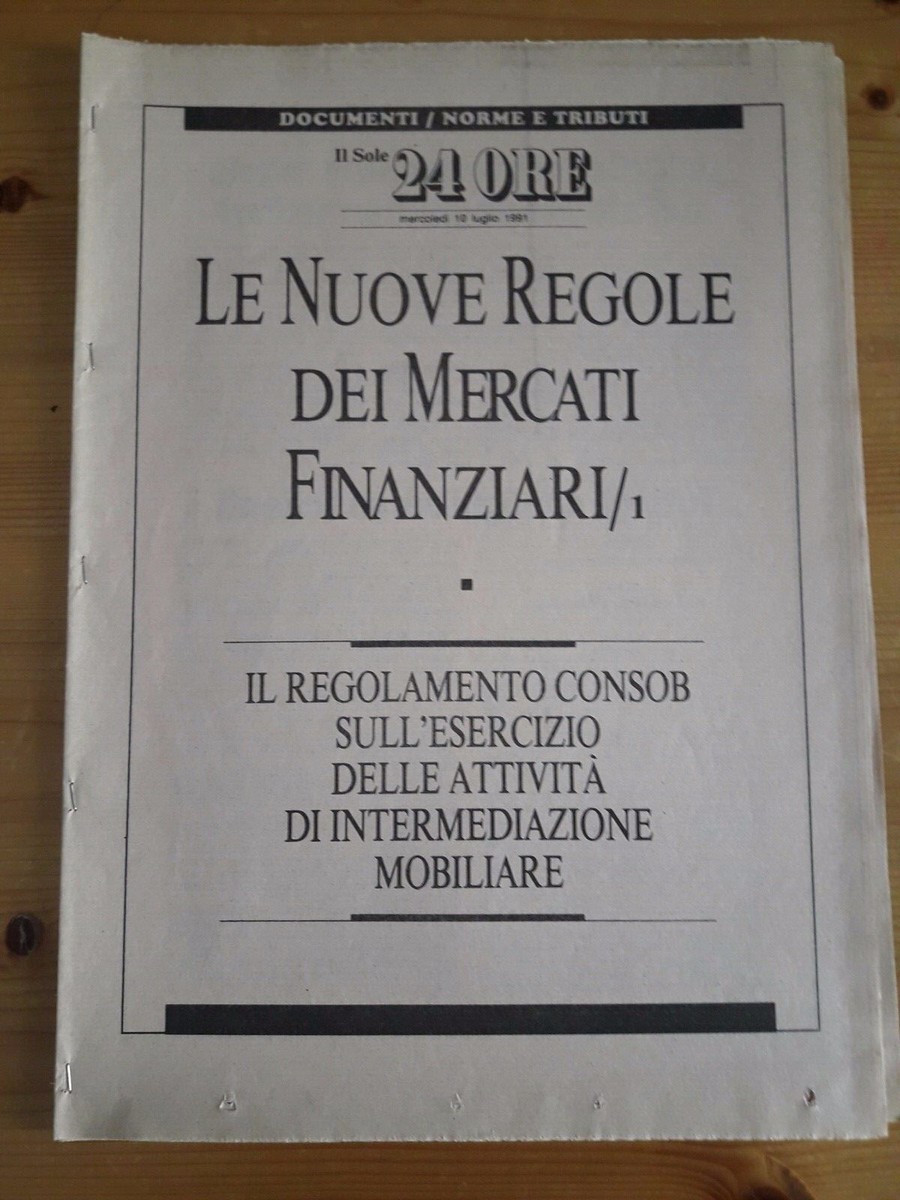 DOCUMENTI / NORME E TRIBUTI
Il Sole 24 ORE
mercoledì 10 luglio 1991
LE NUOVE REGOLE
DEI MERCATI
FINANZIARI/1
IL REGOLAMENTO CONSOB
SULL'ESERCIZIO
DELLE ATTIVITÀ
DI INTERMEDIAZIONE
MOBILIARE